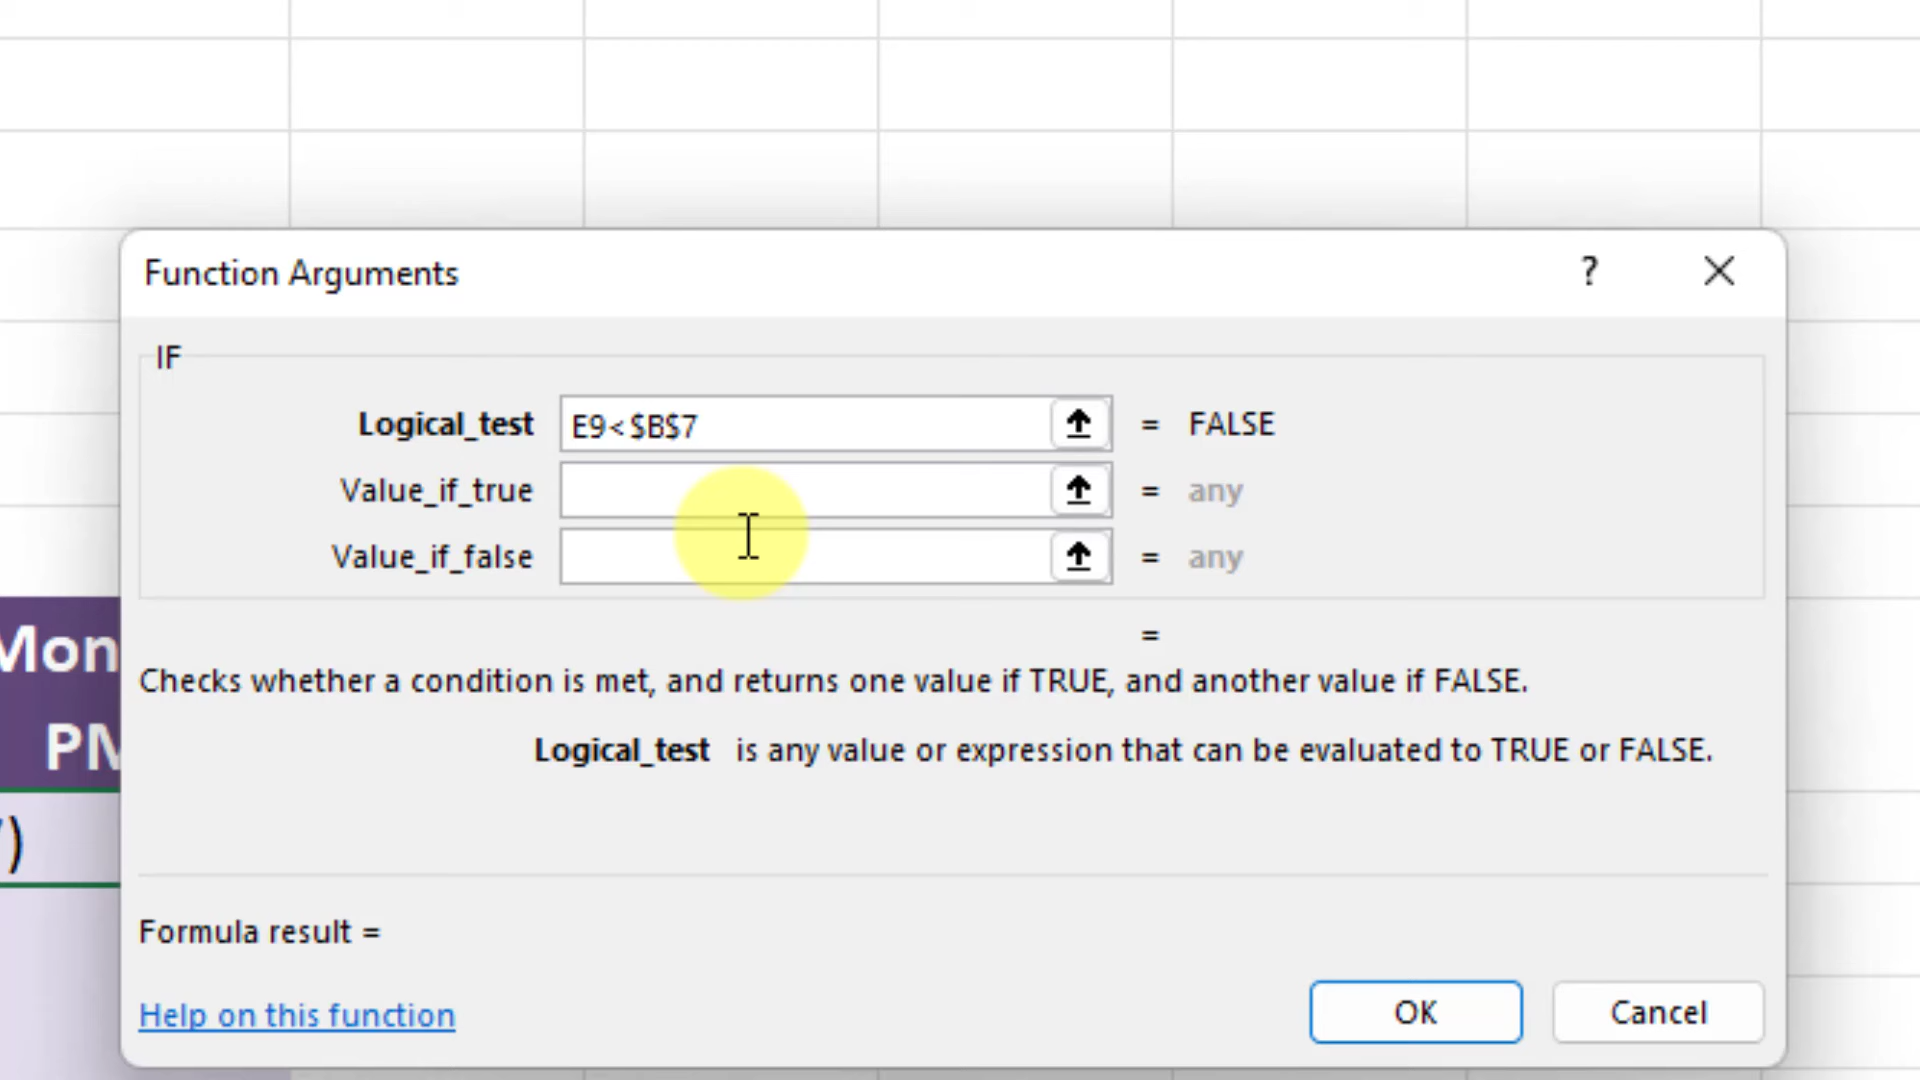 Function Arguments ? ×
IF
Logical_test E9<$B$7 = FALSE
Value_if_true = any
Value_if_false = any
=
Checks whether a condition is met, and returns one value if TRUE, and another value if FALSE.
Logical_test is any value or expression that can be evaluated to TRUE or FALSE.
Formula result =
Help on this function OK Cancel
Mon
PM
)